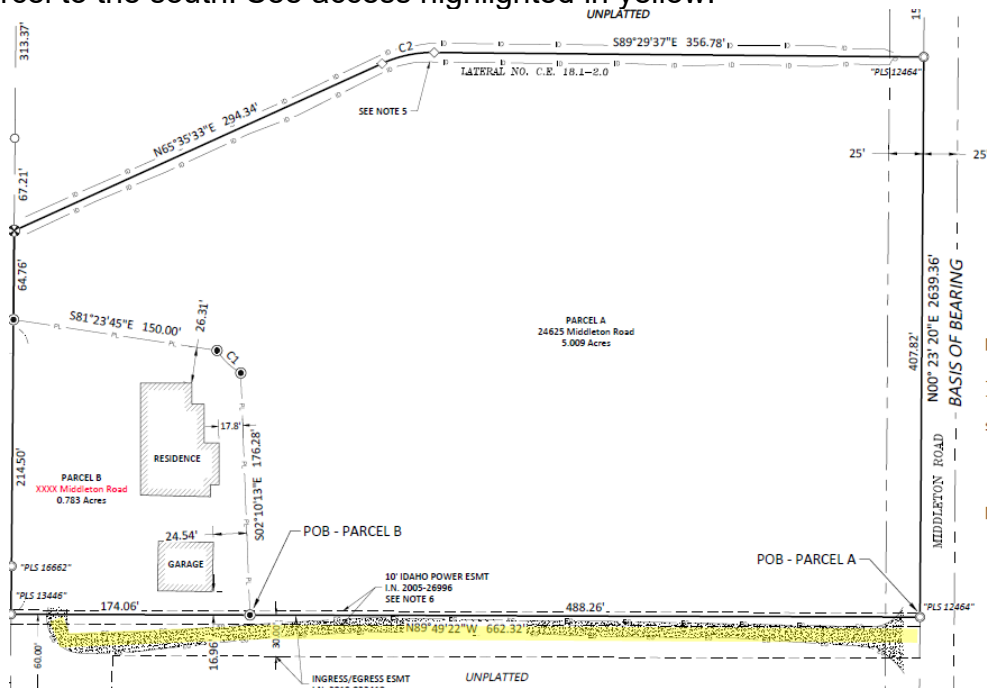 rcel to the south. See access highlighted in yellow.
UNPLATTED
313.37'
C2
S89°29'37"E 356.78'
LATERAL NO. C.E. 18.1-2.0
"PLS 12464"
SEE NOTE 5
N65°35'33"E 294.34'
25'
25'
67.21'
64.76'
S81°23'45"E 150.00'
26.31'
C1
PARCEL A
24625 Middleton Road
5.009 Acres
407.82'
N00° 23' 20"E 2639.36'
BASIS OF BEARING
MIDDLETON ROAD
17.8'
RESIDENCE
S02°10'13"E 176.28'
214.50'
PARCEL B
XXXX Middleton Road
0.783 Acres
24.54'
GARAGE
POB - PARCEL B
POB - PARCEL A
"PLS 16662"
"PLS 13446"
10' IDAHO POWER ESMT
I.N. 2005-26996
SEE NOTE 6
174.06'
488.26'
"PLS 12464"
N89°49'22"W 662.32'
60.00'
16.96'
30.00'
INGRESS/EGRESS ESMT
UNPLATTED